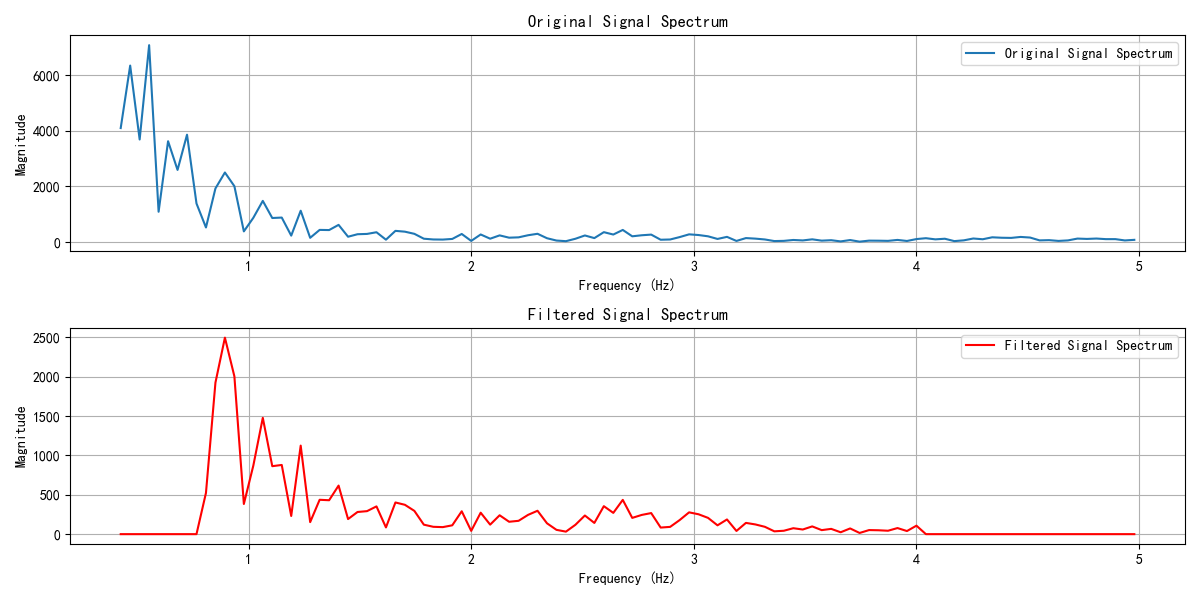 Original Signal Spectrum
Original Signal Spectrum
6000
4000
2000
0
Magnitude
1 2 3 4 5
Frequency (Hz)
Filtered Signal Spectrum
Filtered Signal Spectrum
2500
2000
1500
1000
500
0
Magnitude
1 2 3 4 5
Frequency (Hz)